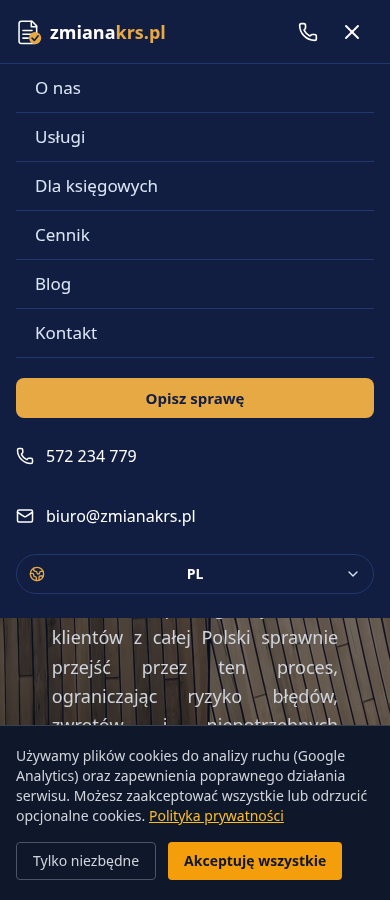 zmianakrs.pl
O nas
Usługi
Dla księgowych
Cennik
Blog
Kontakt
Opisz sprawę
572 234 779
biuro@zmianakrs.pl
PL
klientów z całej Polski sprawnie
przejść przez ten proces,
ograniczając ryzyko błędów,
zwrotów i niepotrzebnych
Używamy plików cookies do analizy ruchu (Google
Analytics) oraz zapewnienia poprawnego działania
serwisu. Możesz zaakceptować wszystkie lub odrzucić
opcjonalne cookies. Polityka prywatności
Tylko niezbędne
Akceptuję wszystkie